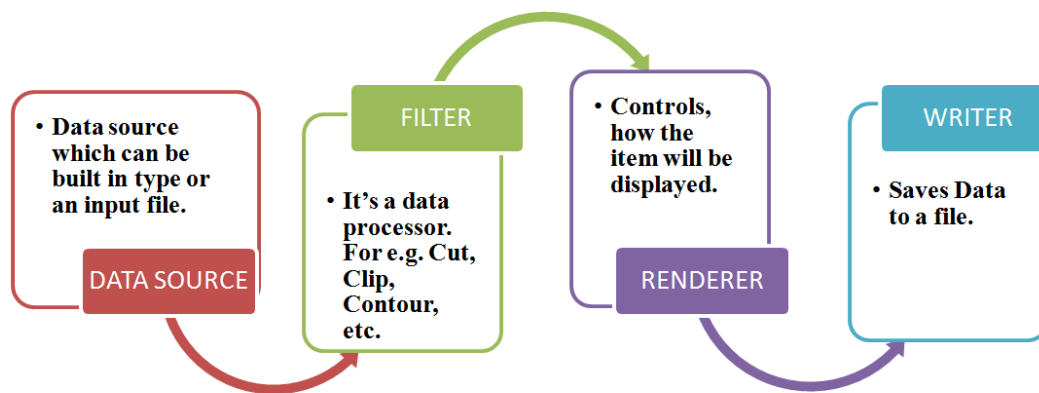 • Data source
which can be
built in type or
an input file.
DATA SOURCE
FILTER
• It's a data
processor.
For e.g. Cut,
Clip,
Contour,
etc.
• Controls,
how the
item will be
displayed.
RENDERER
WRITER
• Saves Data
to a file.